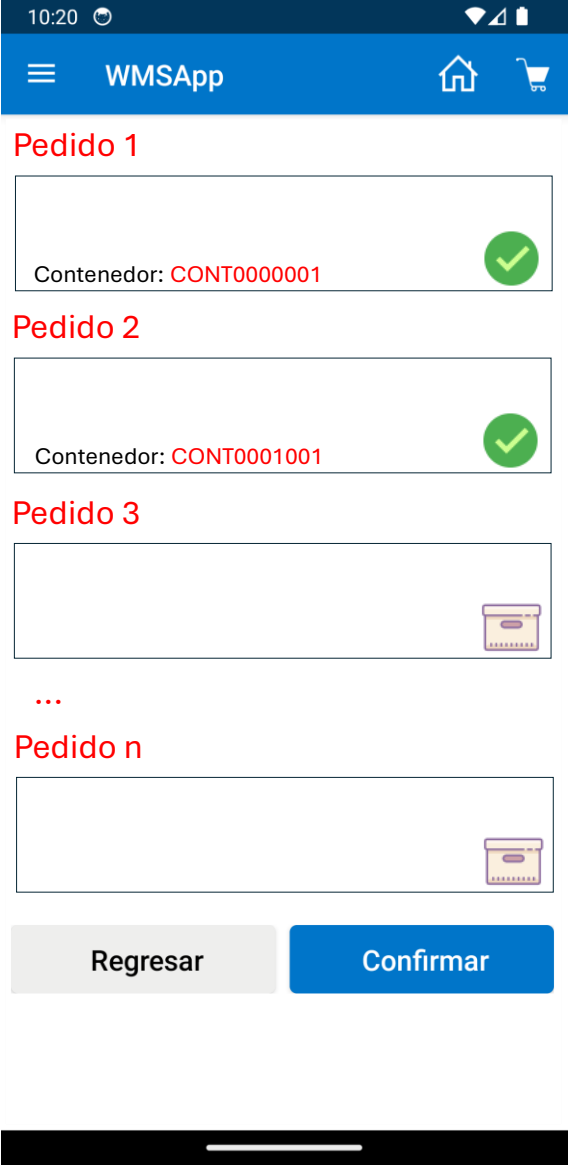 10:20
WMSApp
Pedido 1
Contenedor: CONT0000001
Pedido 2
Contenedor: CONT0001001
Pedido 3
...
Pedido n
Regresar Confirmar